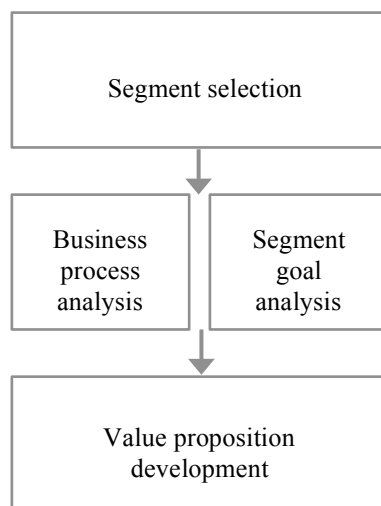 Segment selection
Business
process
analysis
Segment
goal
analysis
Value proposition
development